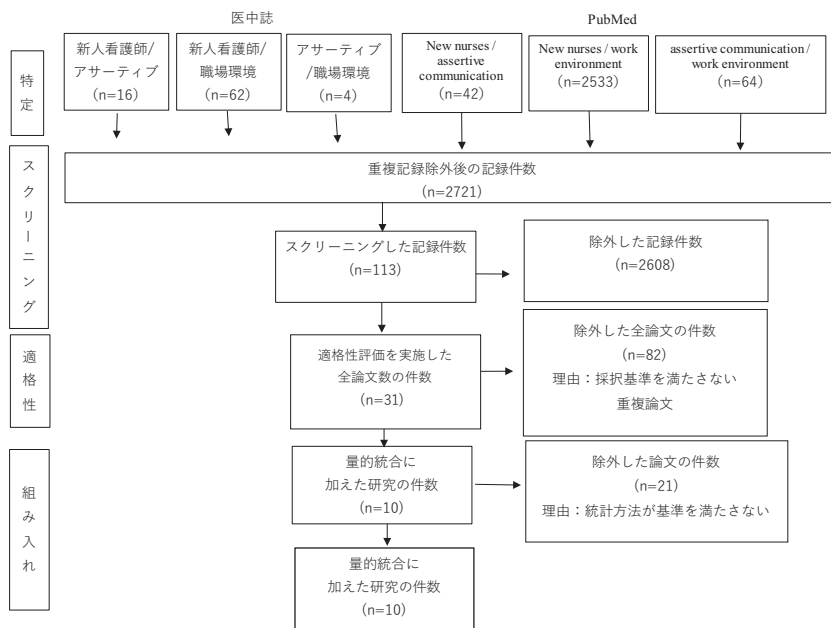 医中誌
PubMed
特定
新人看護師/
アサーティブ
(n=16)
新人看護師/
職場環境
(n=62)
アサーティブ
/職場環境
(n=4)
New nurses /
assertive
communication
(n=42)
New nurses / work
environment
(n=2533)
assertive communication /
work environment
(n=64)
スクリーニング
重複記録除外後の記録件数
(n=2721)
スクリーニングした記録件数
(n=113)
除外した記録件数
(n=2608)
適格性
適格性評価を実施した
全論文数の件数
(n=31)
除外した全論文の件数
(n=82)
理由：採択基準を満たさない
重複論文
組み入れ
量的統合に
加えた研究の件数
(n=10)
除外した論文の件数
(n=21)
理由：統計方法が基準を満たさない
量的統合に
加えた研究の件数
(n=10)